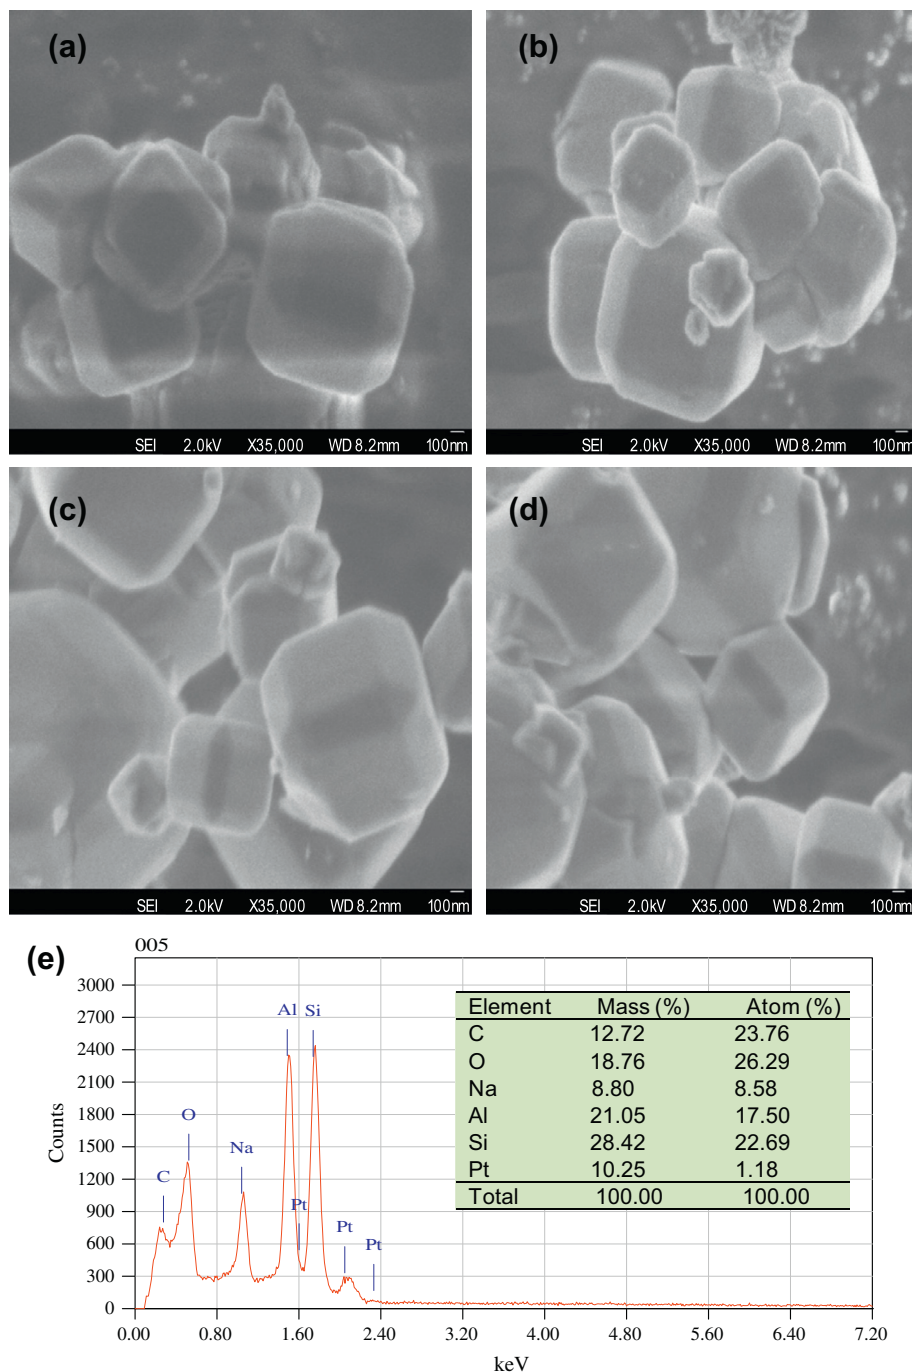 (a)
(b)
SEI 2.0kV X35,000 WD 8.2mm 100nm
SEI 2.0kV X35,000 WD 8.2mm 100nm
(c)
(d)
SEI 2.0kV X35,000 WD 8.2mm 100nm
SEI 2.0kV X35,000 WD 8.2mm 100nm
(e)
005
Counts
3000
2700
2400
2100
1800
1500
1200
900
600
300
0
C
O
Na
Al
Si
Pt
Pt
Pt
Element Mass (%) Atom (%)
C 12.72 23.76
O 18.76 26.29
Na 8.80 8.58
Al 21.05 17.50
Si 28.42 22.69
Pt 10.25 1.18
Total 100.00 100.00
0.00 0.80 1.60 2.40 3.20 4.00 4.80 5.60 6.40 7.20
keV